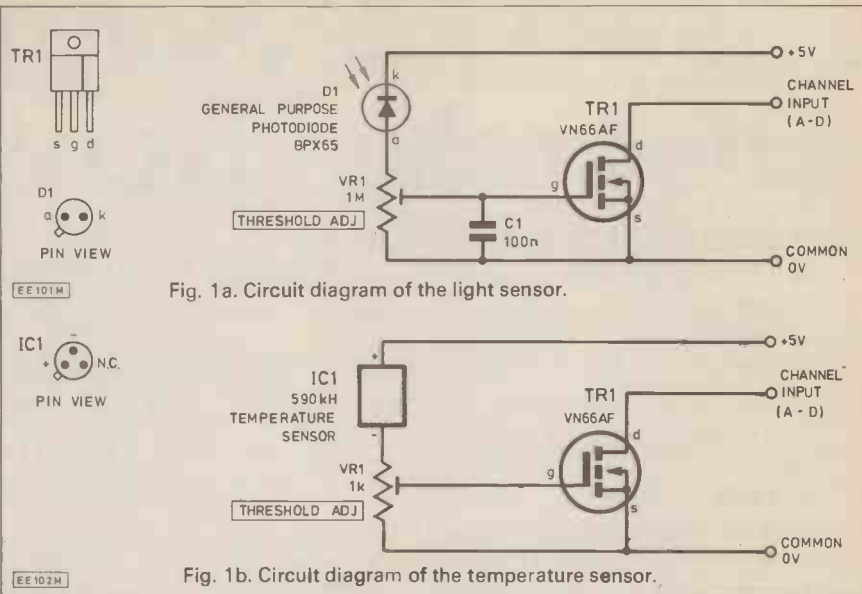 TR1
s g d
D1
a k
PIN VIEW
EE101M
D1
GENERAL PURPOSE
PHOTODIODE
BPX65
k
a
VR1
1M
THRESHOLD ADJ
C1
100n
TR1
VN66AF
g
d
s
+5V
CHANNEL
INPUT
(A-D)
COMMON
0V
Fig. 1a. Circuit diagram of the light sensor.
IC1
-
+ N.C.
PIN VIEW
IC1
590kH
TEMPERATURE
SENSOR
+
-
VR1
1k
THRESHOLD ADJ
TR1
VN66AF
g
d
s
+5V
CHANNEL
INPUT
(A-D)
COMMON
0V
EE102M
Fig. 1b. Circuit diagram of the temperature sensor.